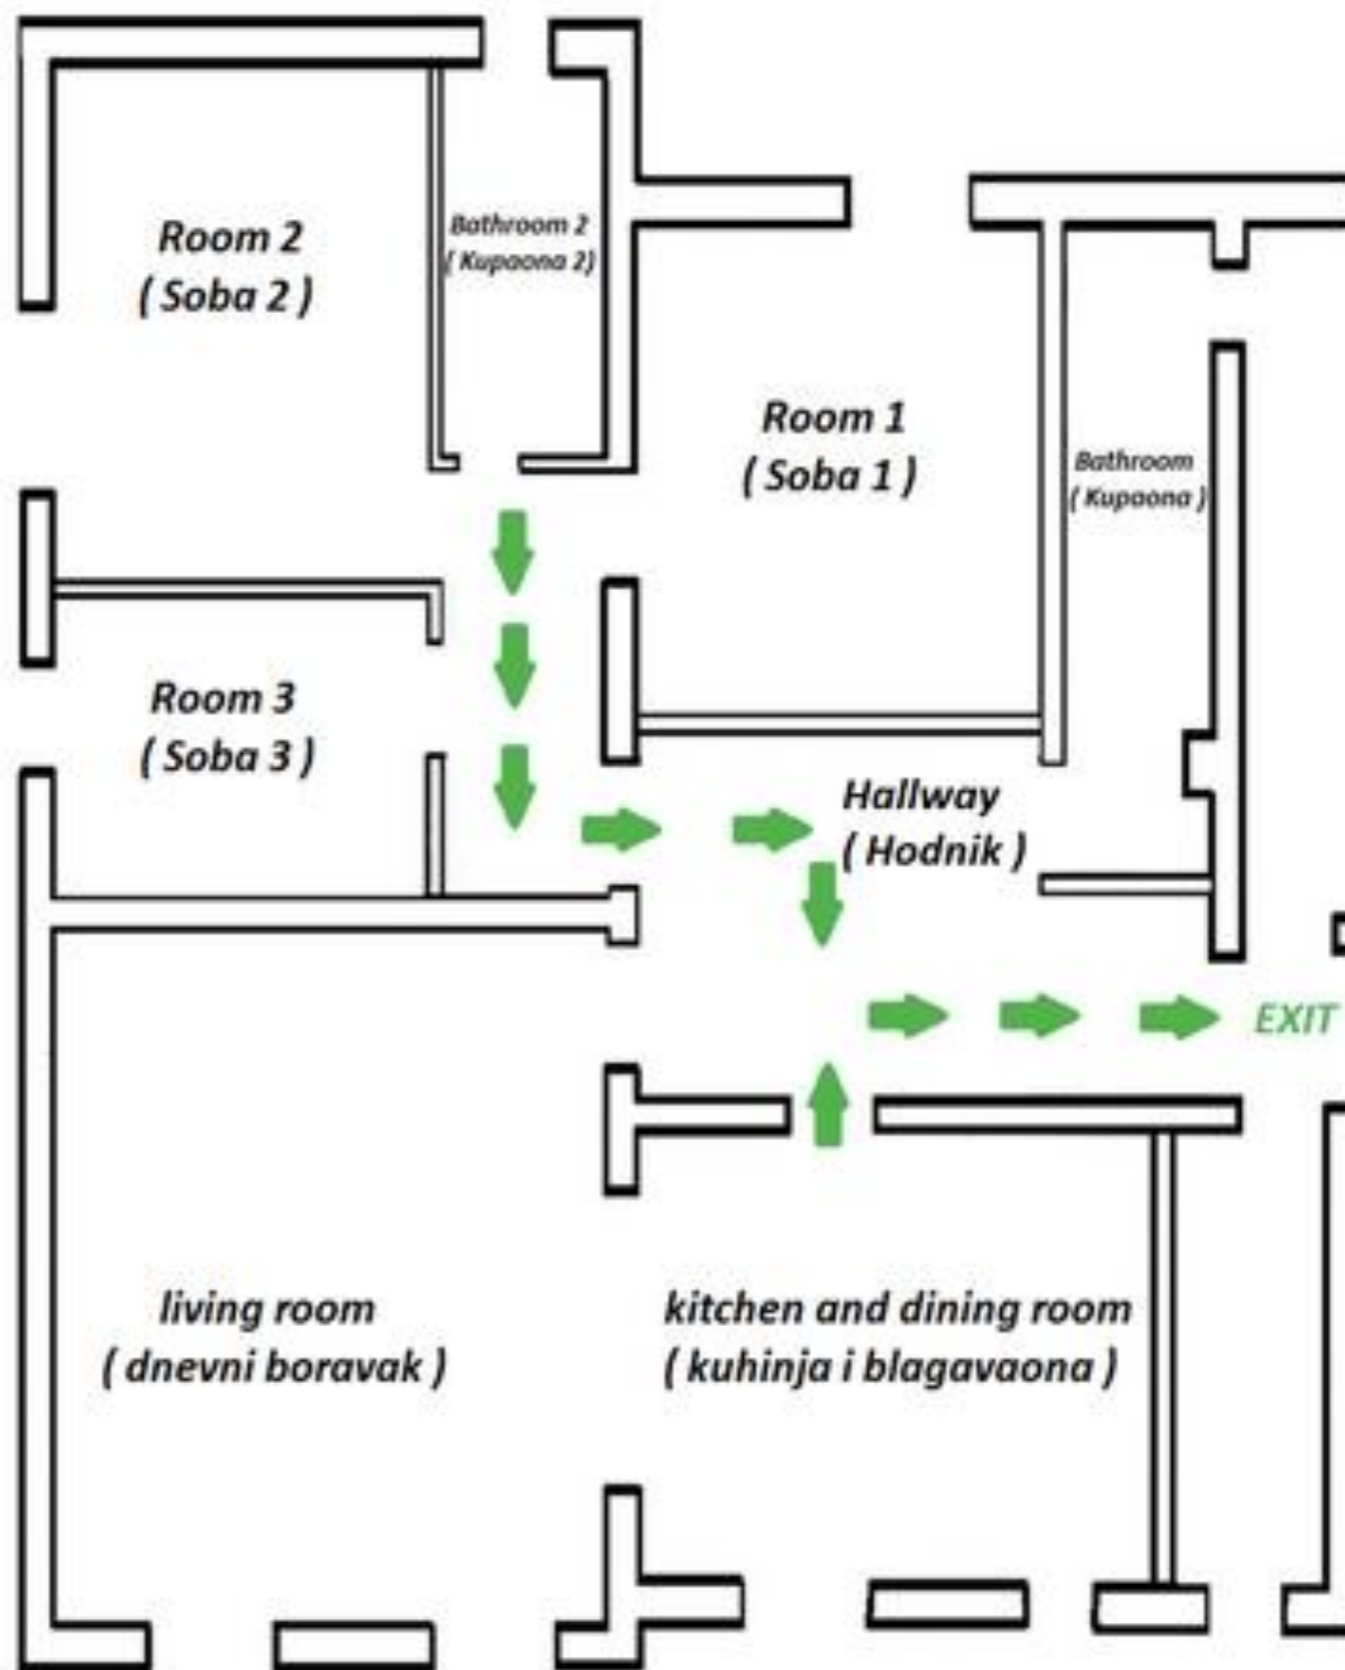 Room 2
( Soba 2 )
Bathroom 2
( Kupaona 2)
Room 1
( Soba 1 )
Bathroom
( Kupaona )
Room 3
( Soba 3 )
Hallway
( Hodnik )
EXIT
living room
( dnevni boravak )
kitchen and dining room
( kuhinja i blagavaona )